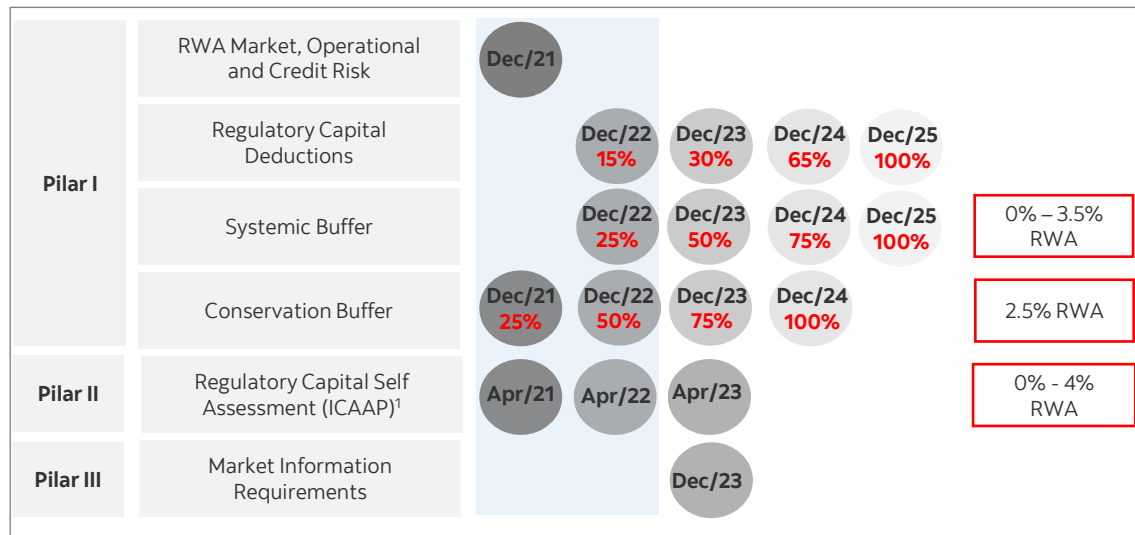 RWA Market, Operational
and Credit Risk
Dec/21
Regulatory Capital
Deductions
Dec/22
15%
Dec/23
30%
Dec/24
65%
Dec/25
100%
Pilar I
Systemic Buffer
Dec/22
25%
Dec/23
50%
Dec/24
75%
Dec/25
100%
0% – 3.5%
RWA
Conservation Buffer
Dec/21
25%
Dec/22
50%
Dec/23
75%
Dec/24
100%
2.5% RWA
Pilar II
Regulatory Capital Self
Assessment (ICAAP)¹
Apr/21
Apr/22
Apr/23
0% - 4%
RWA
Pilar III
Market Information
Requirements
Dec/23